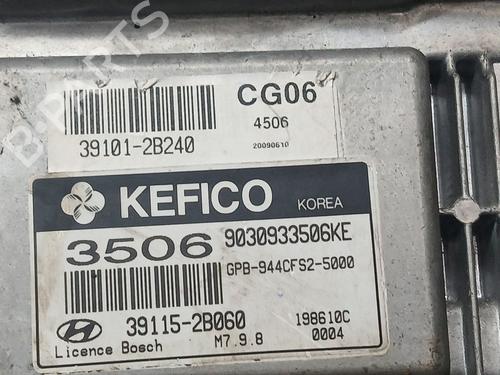 CG06
4506
39101-2B240
20090610
KEFICO KOREA
3506 9030933506KE
GPB-944CFS2-5000
39115-2B060 198610C
Licence Bosch M7.9.8 0004
B-PARTS